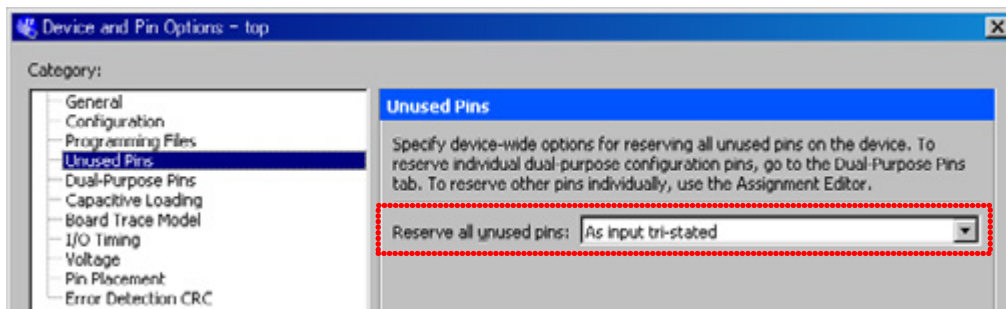 Device and Pin Options - top
Category:
General
Configuration
Programming Files
Unused Pins
Dual-Purpose Pins
Capacitive Loading
Board Trace Model
I/O Timing
Voltage
Pin Placement
Error Detection CRC
Unused Pins
Specify device-wide options for reserving all unused pins on the device. To
reserve individual dual-purpose configuration pins, go to the Dual-Purpose Pins
tab. To reserve other pins individually, use the Assignment Editor.
Reserve all unused pins: As input tri-stated